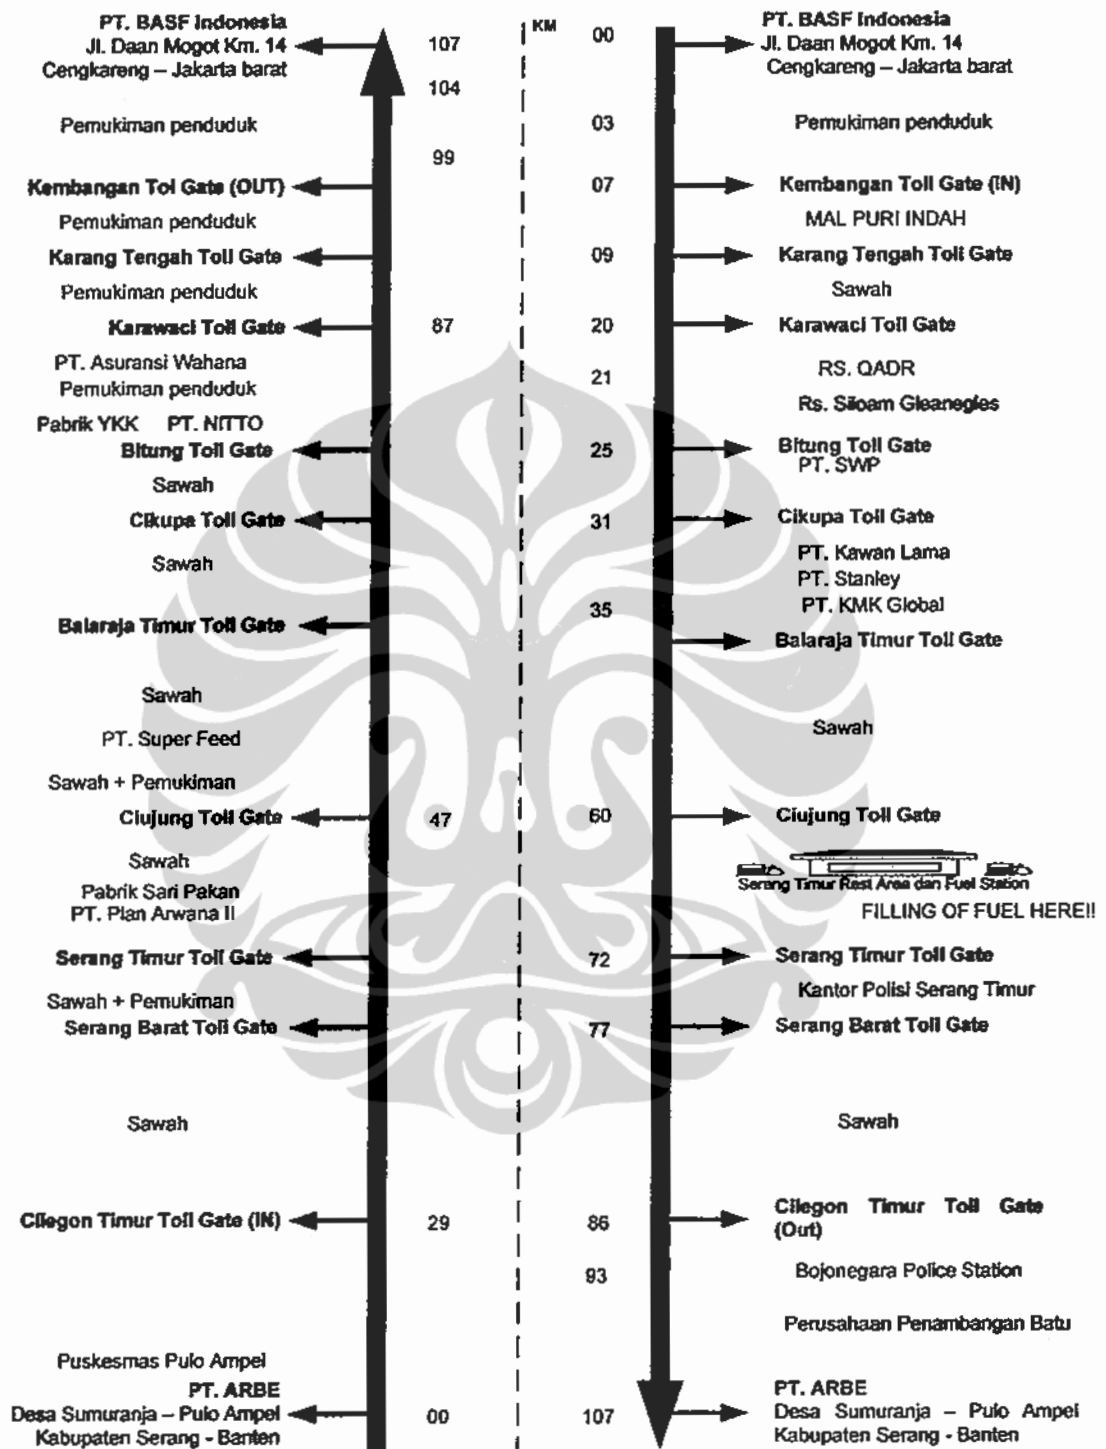 PT. BASF Indonesia
Jl. Daan Mogot Km. 14
Cengkareng – Jakarta barat
107
KM
00
PT. BASF Indonesia
Jl. Daan Mogot Km. 14
Cengkareng – Jakarta barat
104
Pemukiman penduduk
03
Pemukiman penduduk
99
Kembangan Tol Gate (OUT)
07
Kembangan Toll Gate (IN)
Pemukiman penduduk
MAL PURI INDAH
Karang Tengah Toll Gate
09
Karang Tengah Toll Gate
Pemukiman penduduk
Sawah
Karawaci Toll Gate
87
20
Karawaci Toll Gate
PT. Asuransi Wahana
Pemukiman penduduk
21
RS. QADR
Rs. Siloam Gleanegles
Pabrik YKK PT. NITTO
Bitung Toll Gate
25
Bitung Toll Gate
PT. SWP
Sawah
Cikupa Toll Gate
31
Cikupa Toll Gate
Sawah
PT. Kawan Lama
PT. Stanley
PT. KMK Global
35
Balaraja Timur Toll Gate
Balaraja Timur Toll Gate
Sawah
Sawah
PT. Super Feed
Sawah + Pemukiman
Ciujung Toll Gate
47
60
Ciujung Toll Gate
Sawah
Serang Timur Rest Area dan Fuel Station
Pabrik Sari Pakan
PT. Plan Arwana II
FILLING OF FUEL HERE!!
Serang Timur Toll Gate
72
Serang Timur Toll Gate
Sawah + Pemukiman
Kantor Polisi Serang Timur
Serang Barat Toll Gate
77
Serang Barat Toll Gate
Sawah
Sawah
Cilegon Timur Toll Gate (IN)
29
86
Cilegon Timur Toll Gate
(Out)
93
Bojonegara Police Station
Perusahaan Penambangan Batu
Puskesmas Pulo Ampel
PT. ARBE
Desa Sumuranja – Pulo Ampel
Kabupaten Serang - Banten
00
107
PT. ARBE
Desa Sumuranja – Pulo Ampel
Kabupaten Serang - Banten